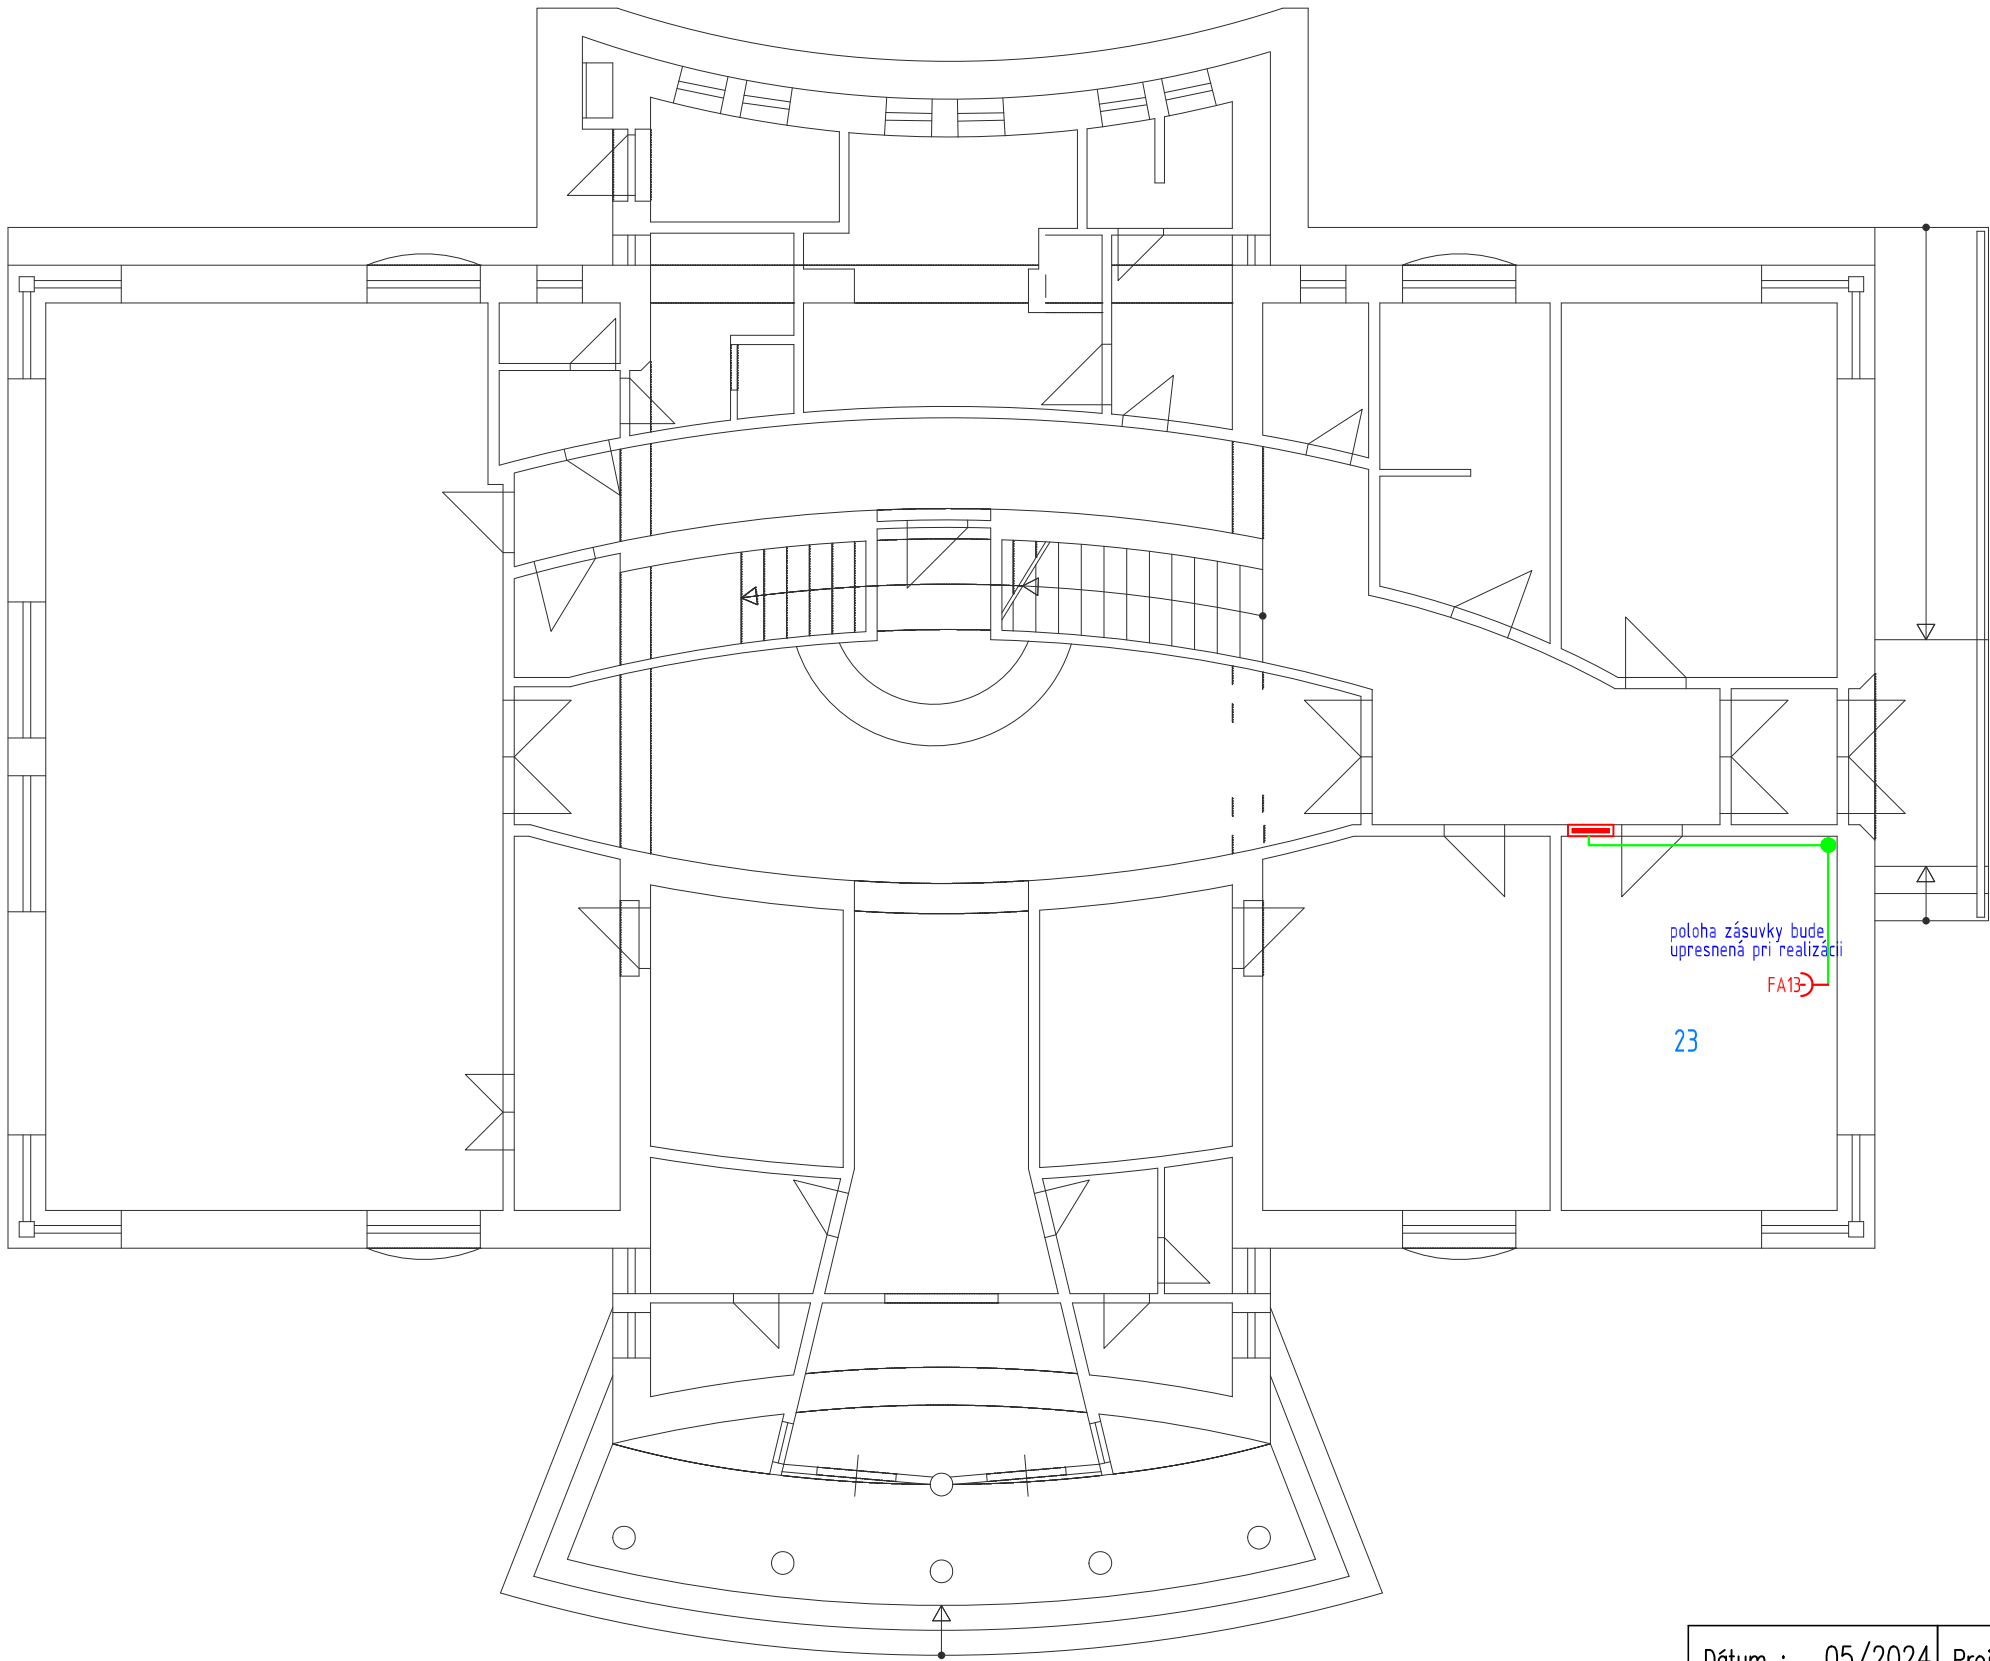 poloha zásuvky bude
upresnená pri realizácii
FA13
23
Dátum : 05/2024